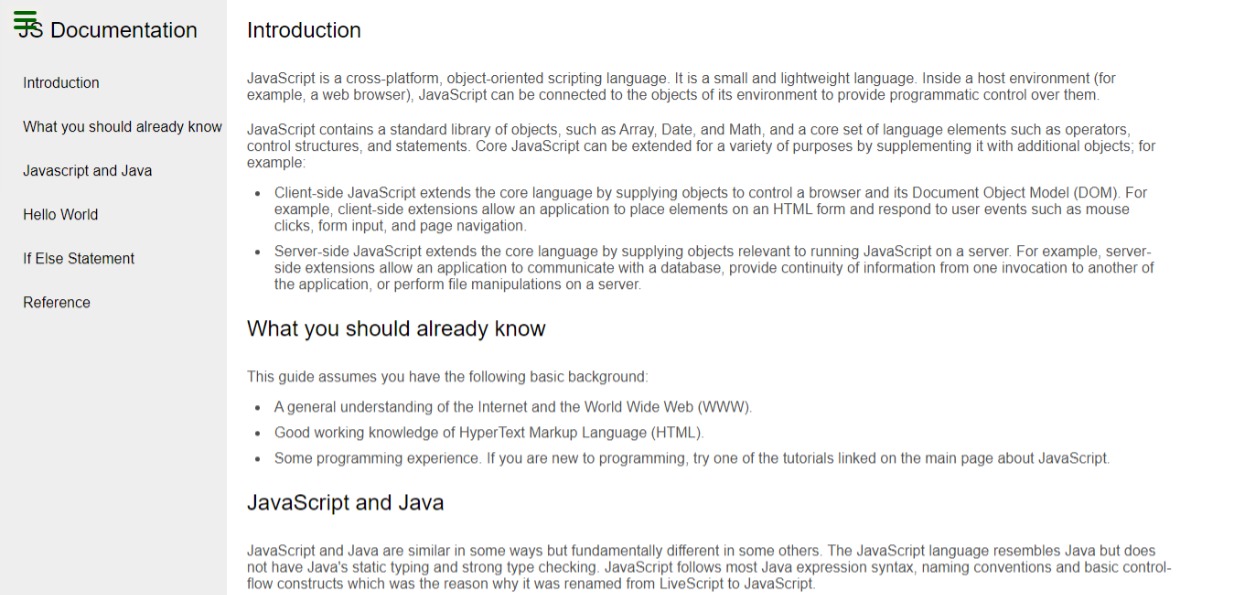 JS Documentation
Introduction
What you should already know
Javascript and Java
Hello World
If Else Statement
Reference
Introduction
JavaScript is a cross-platform, object-oriented scripting language. It is a small and lightweight language. Inside a host environment (for
example, a web browser), JavaScript can be connected to the objects of its environment to provide programmatic control over them.
JavaScript contains a standard library of objects, such as Array, Date, and Math, and a core set of language elements such as operators,
control structures, and statements. Core JavaScript can be extended for a variety of purposes by supplementing it with additional objects; for
example:
• Client-side JavaScript extends the core language by supplying objects to control a browser and its Document Object Model (DOM). For
example, client-side extensions allow an application to place elements on an HTML form and respond to user events such as mouse
clicks, form input, and page navigation.
• Server-side JavaScript extends the core language by supplying objects relevant to running JavaScript on a server. For example, server-
side extensions allow an application to communicate with a database, provide continuity of information from one invocation to another of
the application, or perform file manipulations on a server.
What you should already know
This guide assumes you have the following basic background:
• A general understanding of the Internet and the World Wide Web (WWW).
• Good working knowledge of HyperText Markup Language (HTML).
• Some programming experience. If you are new to programming, try one of the tutorials linked on the main page about JavaScript.
JavaScript and Java
JavaScript and Java are similar in some ways but fundamentally different in some others. The JavaScript language resembles Java but does
not have Java's static typing and strong type checking. JavaScript follows most Java expression syntax, naming conventions and basic control-
flow constructs which was the reason why it was renamed from LiveScript to JavaScript.